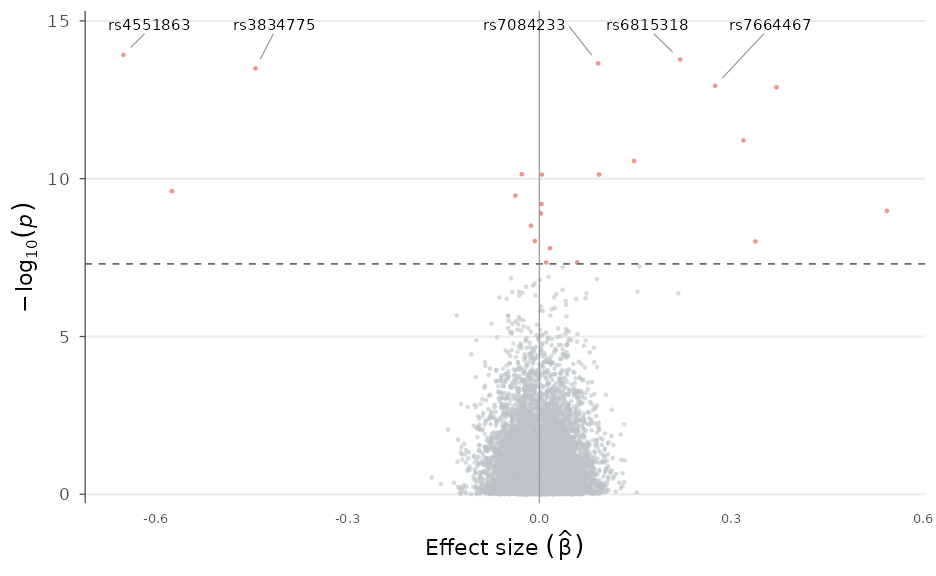 15
rs4551863 rs3834775 rs7084233 rs6815318 rs7664467
10
−log₁₀(p)
5
0
-0.6 -0.3 0.0 0.3 0.6
Effect size (β̂)